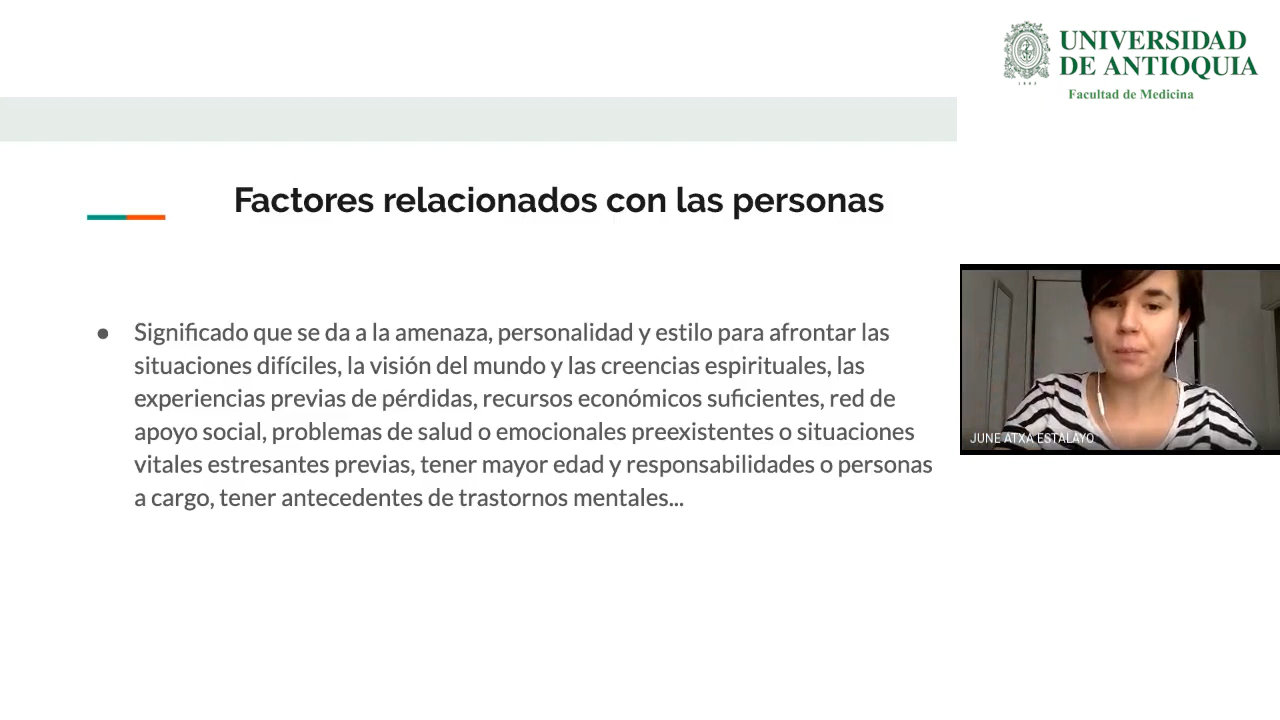 UNIVERSIDAD
DE ANTIOQUIA
1803
Facultad de Medicina
Factores relacionados con las personas
● Significado que se da a la amenaza, personalidad y estilo para afrontar las
situaciones difíciles, la visión del mundo y las creencias espirituales, las
experiencias previas de pérdidas, recursos económicos suficientes, red de
apoyo social, problemas de salud o emocionales preexistentes o situaciones
vitales estresantes previas, tener mayor edad y responsabilidades o personas
a cargo, tener antecedentes de trastornos mentales...
JUNE ATXA ESTALAYO